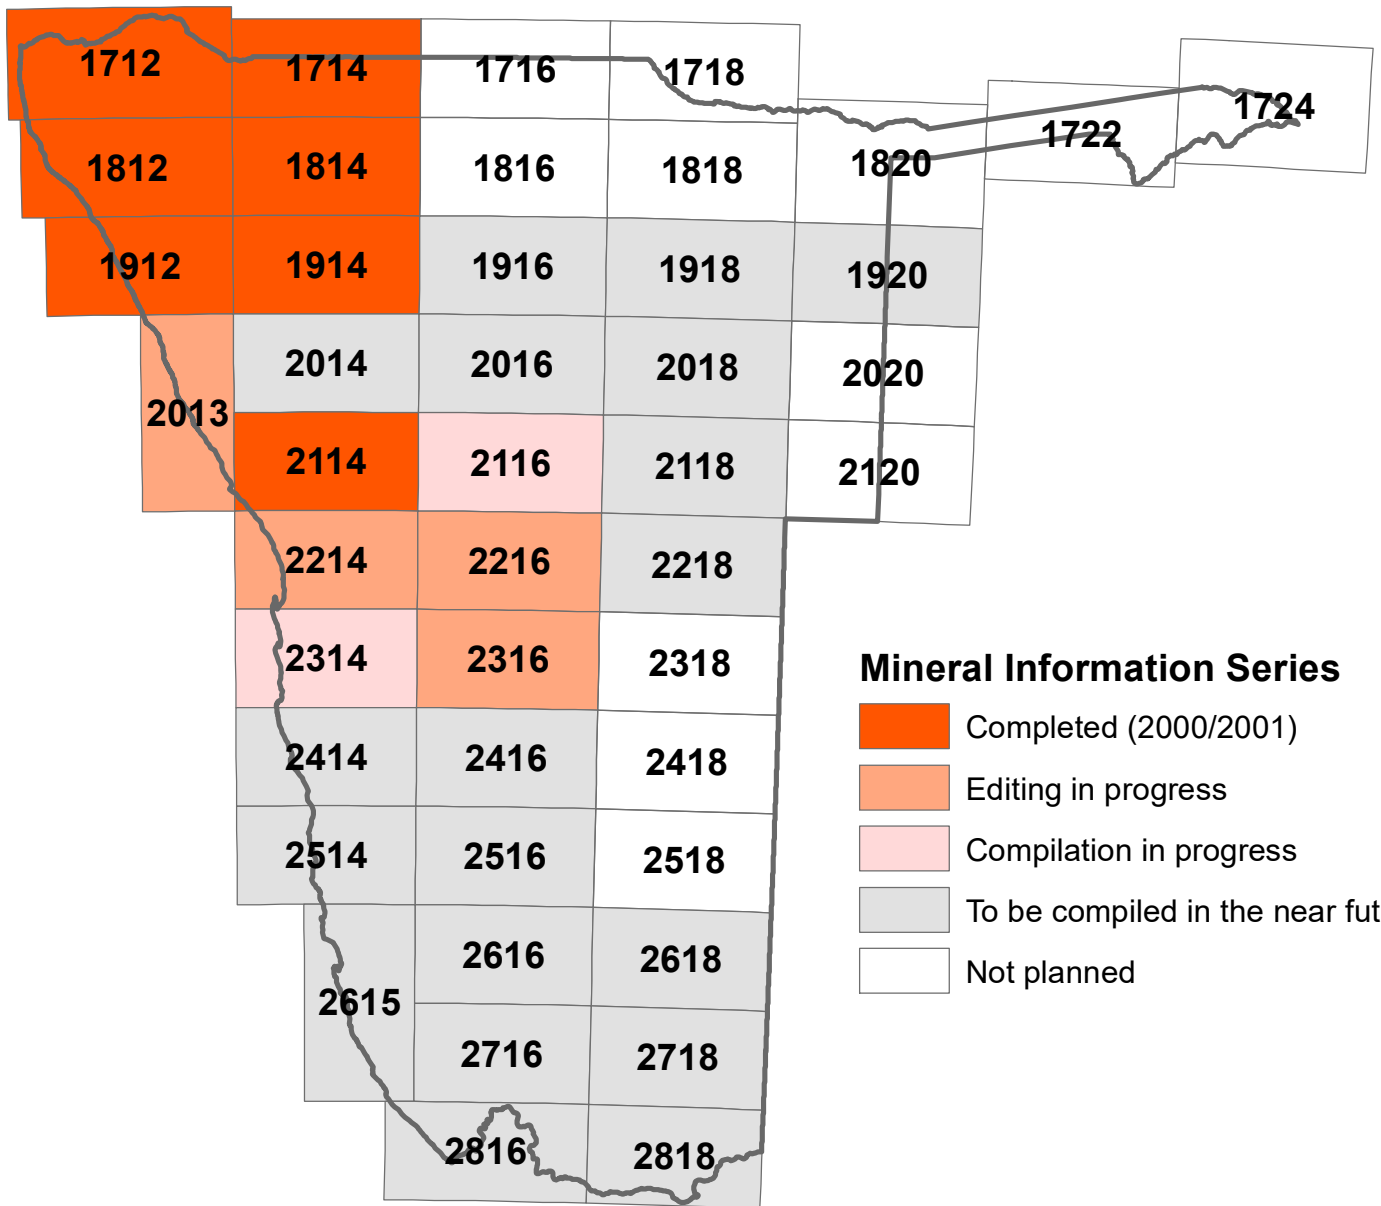 1712 1714 1716 1718 1722 1724
1812 1814 1816 1818 1820
1912 1914 1916 1918 1920
2013 2014 2016 2018 2020
2114 2116 2118 2120
2214 2216 2218
2314 2316 2318
2414 2416 2418
2514 2516 2518
2615 2616 2618
2716 2718
2816 2818
Mineral Information Series
Completed (2000/2001)
Editing in progress
Compilation in progress
To be compiled in the near fut
Not planned